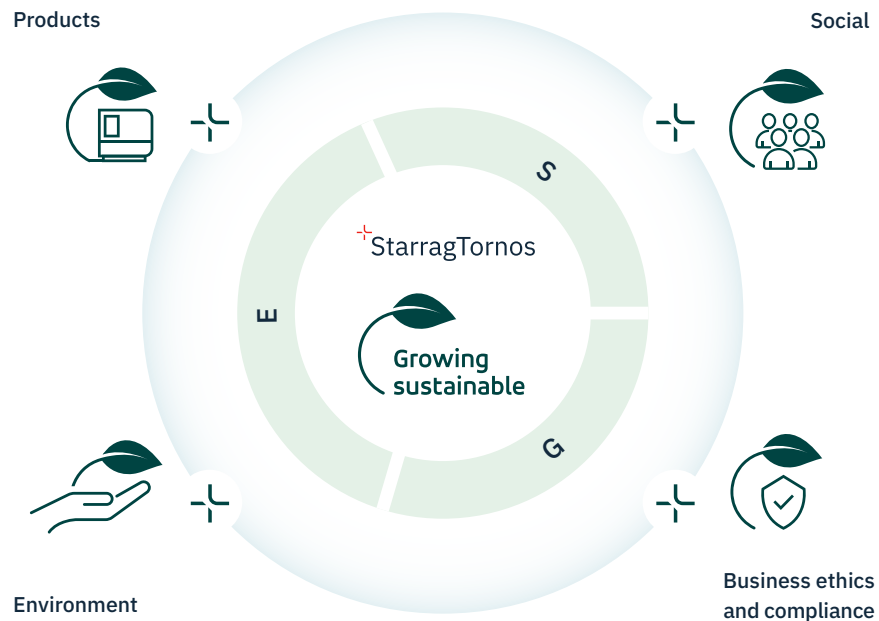 Products
Social
S
StarragTornos
E
Growing
sustainable
G
Environment
Business ethics
and compliance